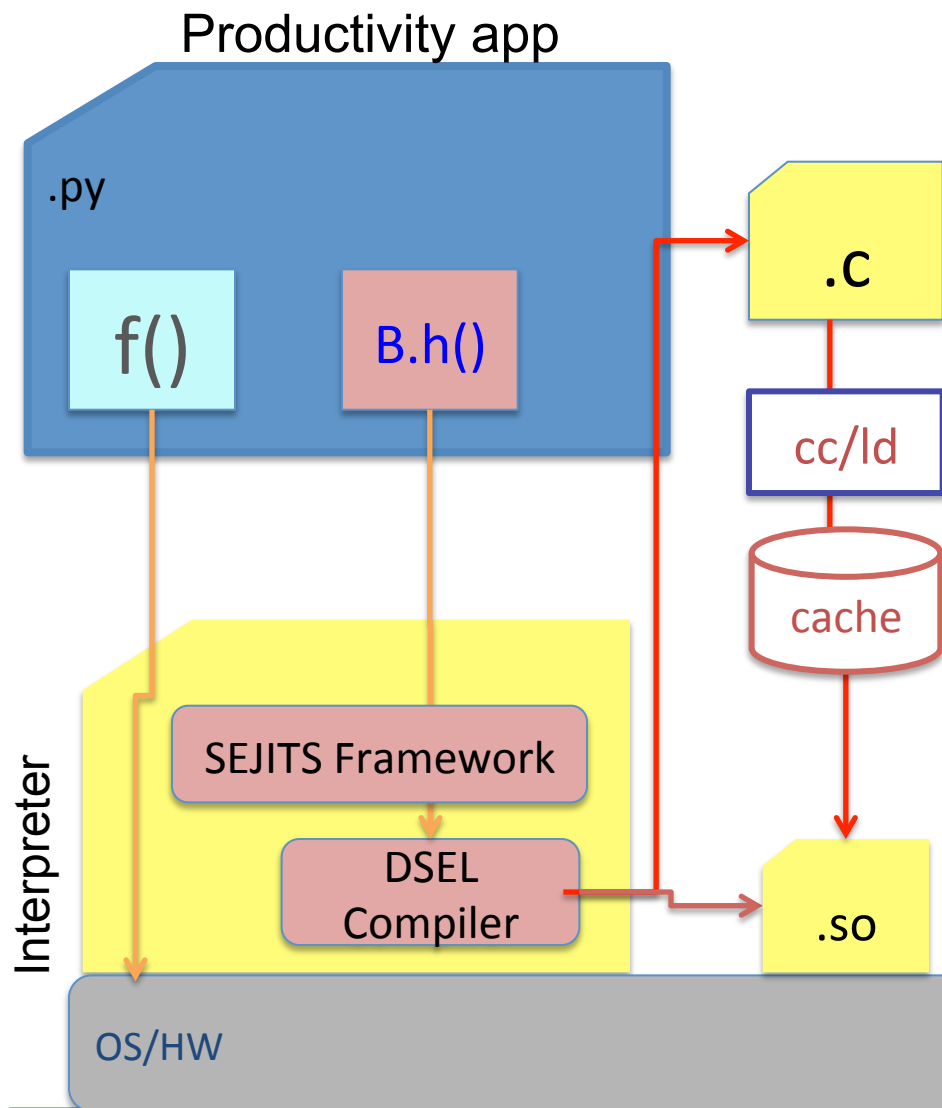 Productivity app
.py
f()
B.h()
.c
cc/ld
cache
SEJITS Framework
DSEL
Compiler
.so
Interpreter
OS/HW